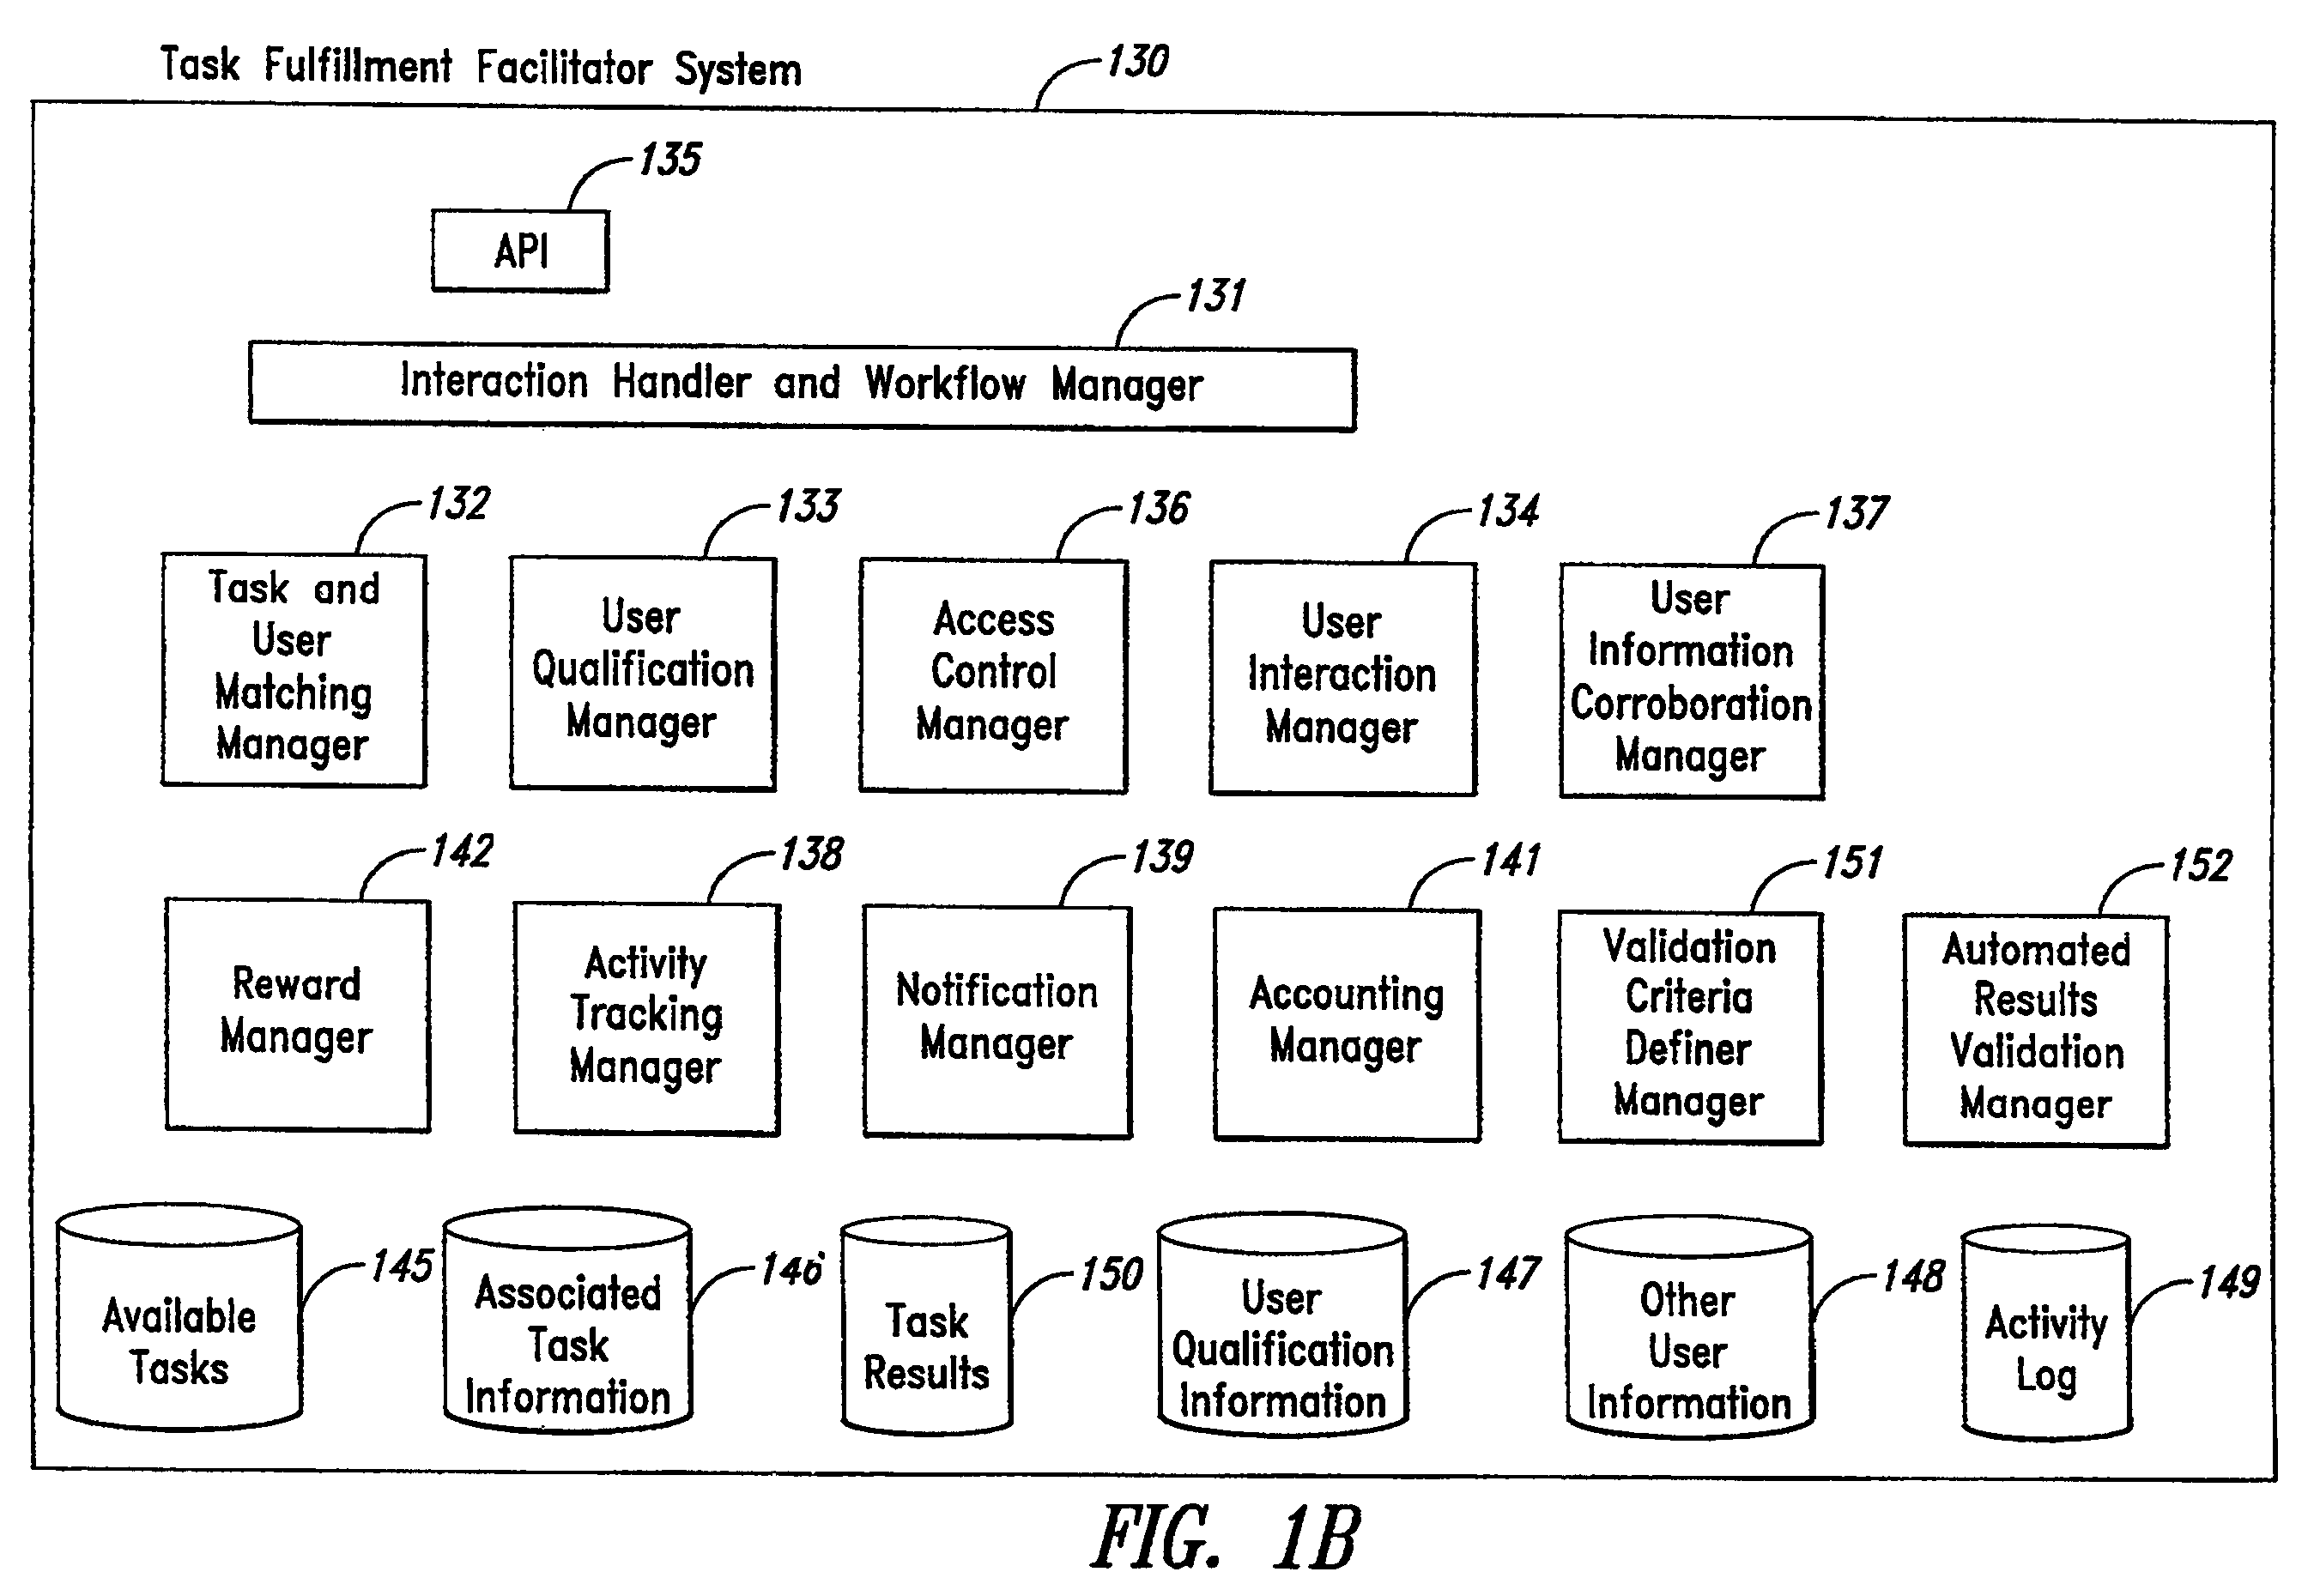 Task Fulfillment Facilitator System
130
135
API
131
Interaction Handler and Workflow Manager
132
Task and
User
Matching
Manager
133
User
Qualification
Manager
136
Access
Control
Manager
134
User
Interaction
Manager
137
User
Information
Corroboration
Manager
142
Reward
Manager
138
Activity
Tracking
Manager
139
Notification
Manager
141
Accounting
Manager
151
Validation
Criteria
Definer
Manager
152
Automated
Results
Validation
Manager
145
Available
Tasks
146
Associated
Task
Information
150
Task
Results
147
User
Qualification
Information
148
Other
User
Information
149
Activity
Log
FIG. 1B